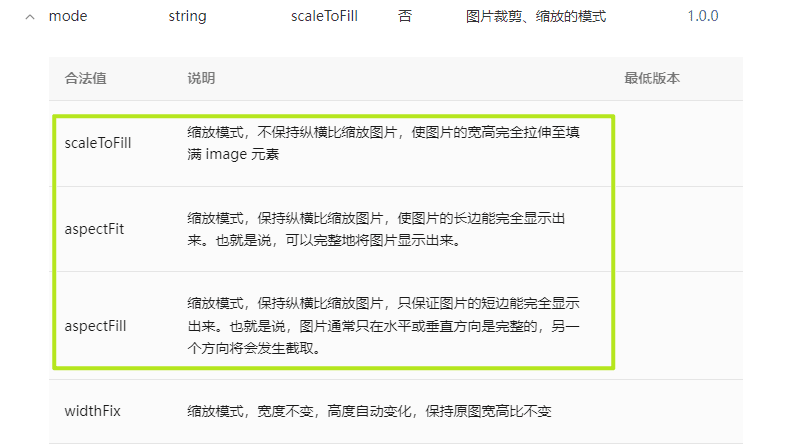 mode string scaleToFill 否 图片裁剪、缩放的模式 1.0.0
合法值 说明 最低版本
scaleToFill 缩放模式，不保持纵横比缩放图片，使图片的宽高完全拉伸至填
满 image 元素
aspectFit 缩放模式，保持纵横比缩放图片，使图片的长边能完全显示出
来。也就是说，可以完整地将图片显示出来。
aspectFill 缩放模式，保持纵横比缩放图片，只保证图片的短边能完全显示
出来。也就是说，图片通常只在水平或垂直方向是完整的，另一
个方向将会发生截取。
widthFix 缩放模式，宽度不变，高度自动变化，保持原图宽高比不变